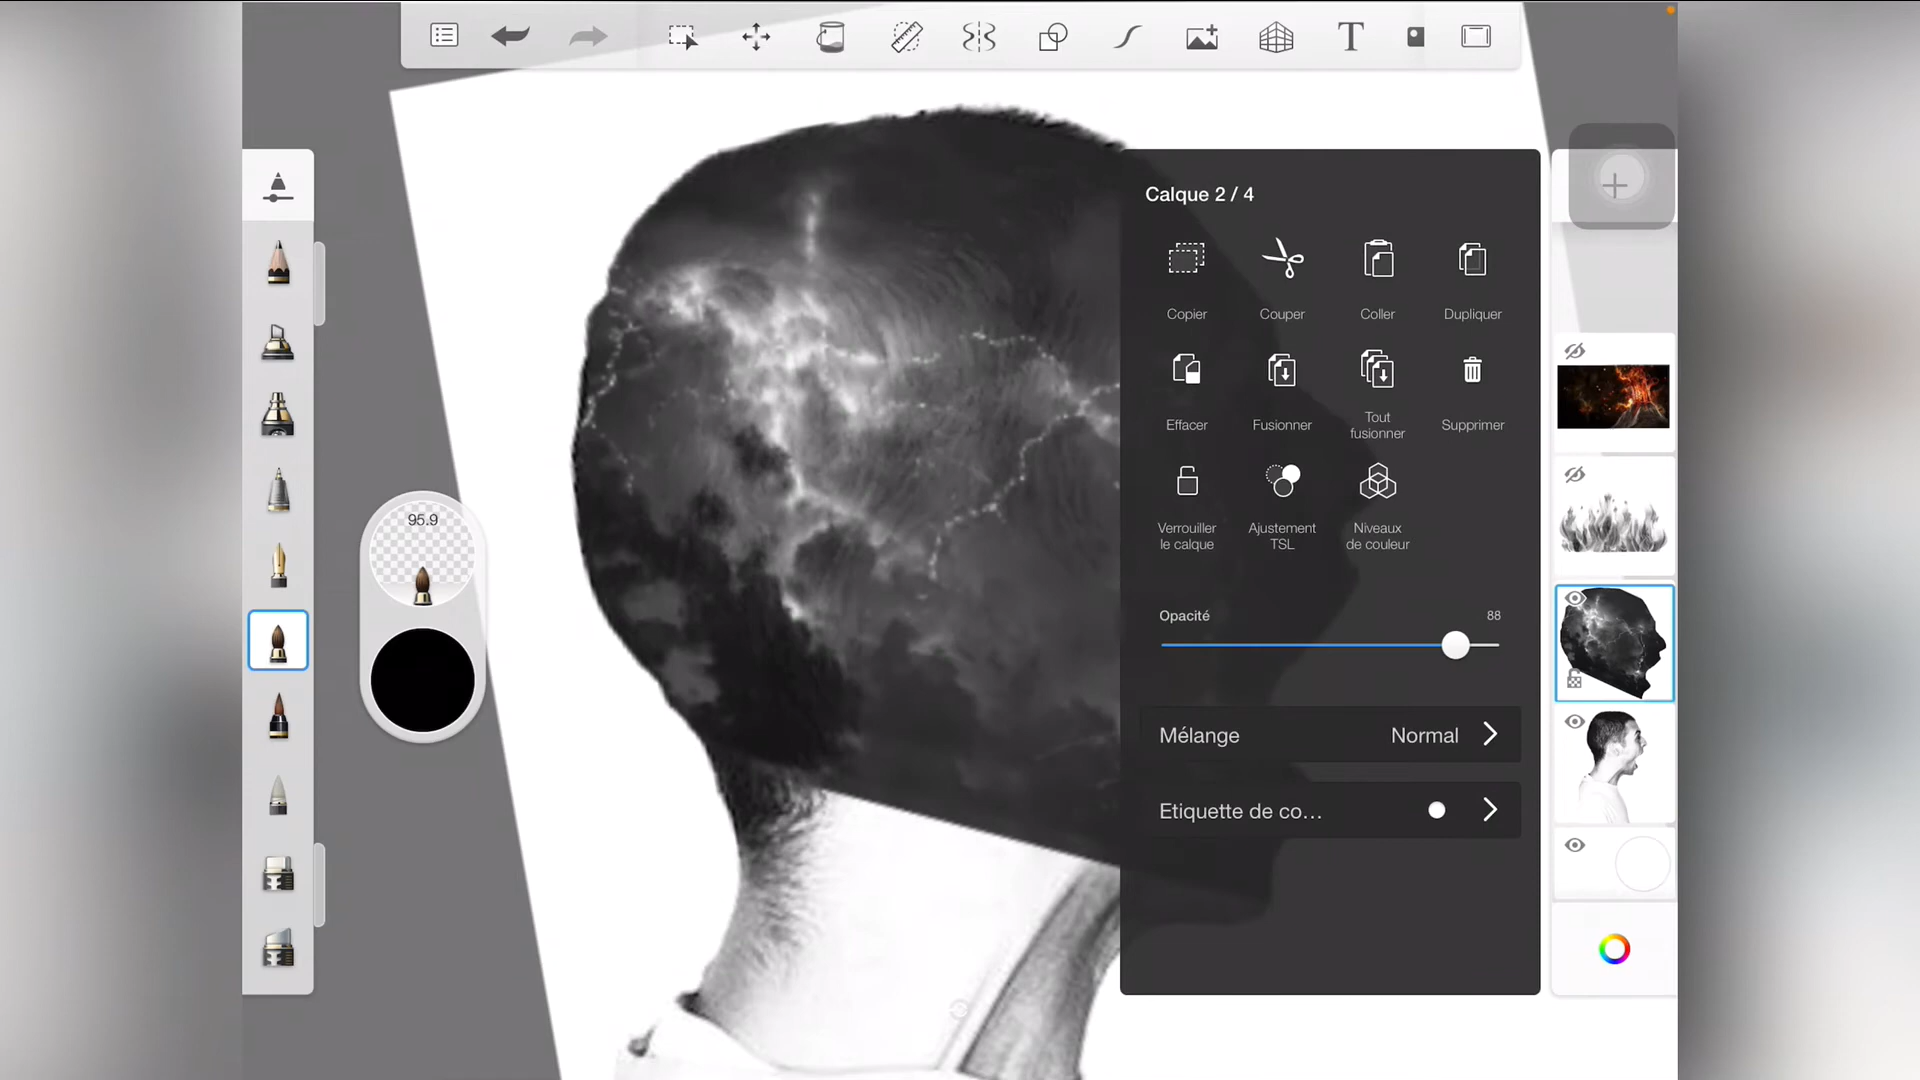 T
Calque 2 / 4
Copier
Couper
Coller
Dupliquer
Effacer
Fusionner
Tout
fusionner
Supprimer
Verrouiller
le calque
Ajustement
TSL
Niveaux
de couleur
95.9
Opacité
88
Mélange
Normal
Etiquette de co...